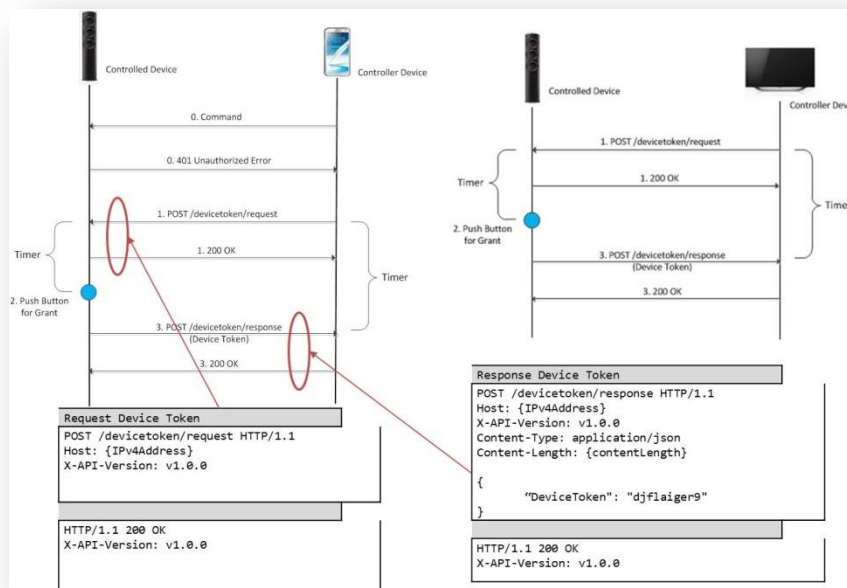 Controlled Device
Controller Device
0. Command
0. 401 Unauthorized Error
1. POST /devicetoken/request
1. 200 OK
Timer
Timer
2. Push Button
for Grant
3. POST /devicetoken/response
(Device Token)
3. 200 OK
Controlled Device
Controller Dev
1. POST /devicetoken/request
Timer
1. 200 OK
Time
2. Push Button
for Grant
3. POST /devicetoken/response
(Device Token)
3. 200 OK
Request Device Token
POST /devicetoken/request HTTP/1.1
Host: {IPv4Address}
X-API-Version: v1.0.0
HTTP/1.1 200 OK
X-API-Version: v1.0.0
Response Device Token
POST /devicetoken/response HTTP/1.1
Host: {IPv4Address}
X-API-Version: v1.0.0
Content-Type: application/json
Content-Length: {contentLength}
{
“DeviceToken": "djflaiger9"
}
HTTP/1.1 200 OK
X-API-Version: v1.0.0